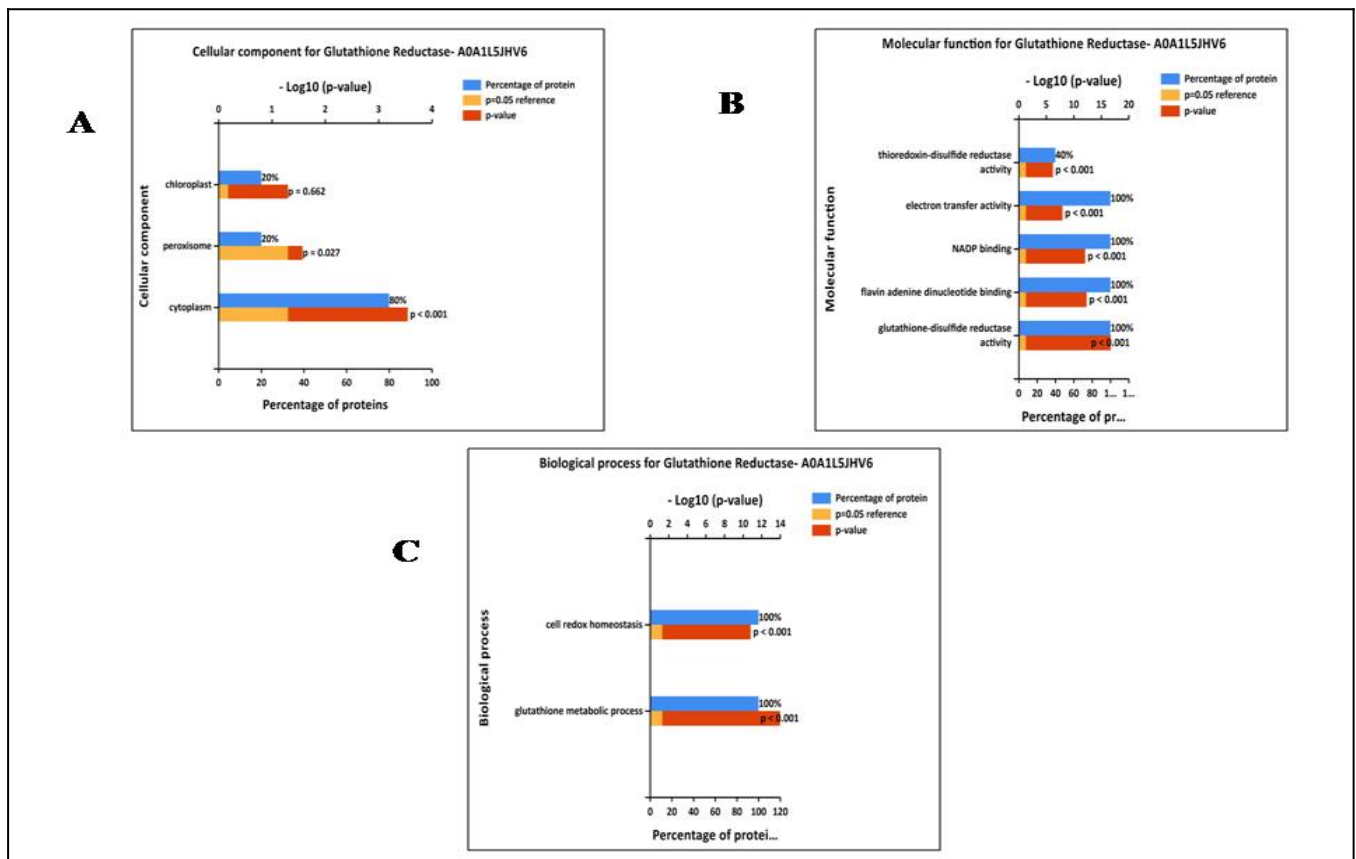 A
Cellular component for Glutathione Reductase- A0A1L5JHV6
- Log10 (p-value)
0 1 2 3 4
Percentage of protein
p=0.05 reference
p-value
Cellular component
chloroplast
20%
p = 0.662
peroxisome
20%
p = 0.027
cytoplasm
80%
p < 0.001
0 20 40 60 80 100
Percentage of proteins
B
Molecular function for Glutathione Reductase- A0A1L5JHV6
- Log10 (p-value)
0 5 10 15 20
Percentage of protein
p=0.05 reference
p-value
Molecular function
thioredoxin-disulfide reductase
activity
40%
p < 0.001
electron transfer activity
100%
p < 0.001
NADP binding
100%
p < 0.001
flavin adenine dinucleotide binding
100%
p < 0.001
glutathione-disulfide reductase
activity
100%
p < 0.001
0 20 40 60 80 1... 1...
Percentage of pr...
C
Biological process for Glutathione Reductase- A0A1L5JHV6
- Log10 (p-value)
0 2 4 6 8 10 12 14
Percentage of protein
p=0.05 reference
p-value
Biological process
cell redox homeostasis
100%
p < 0.001
glutathione metabolic process
100%
p < 0.001
0 20 40 60 80 100 120
Percentage of protei...